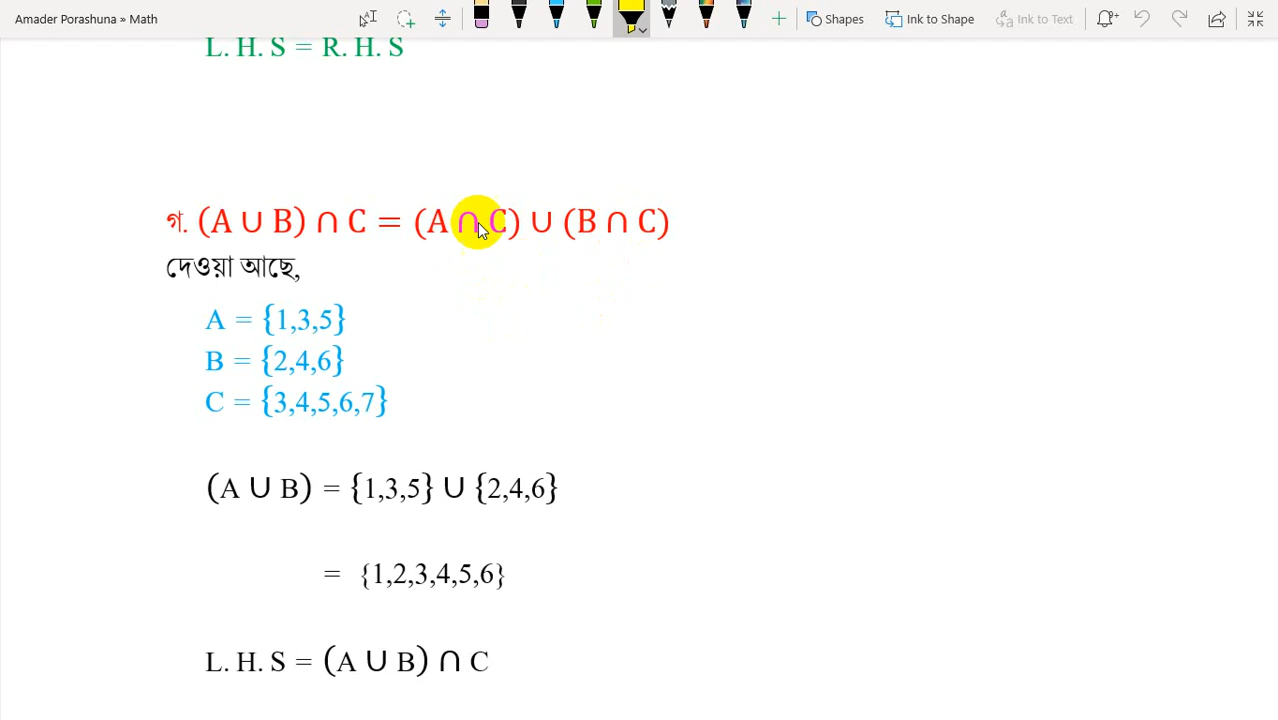 Amader Porashuna » Math
Shapes
Ink to Shape
Ink to Text
L. H. S = R. H. S
গ. (A ∪ B) ∩ C = (A ∩ C) ∪ (B ∩ C)
দেওয়া আছে,
A = {1,3,5}
B = {2,4,6}
C = {3,4,5,6,7}
(A ∪ B) = {1,3,5} ∪ {2,4,6}
= {1,2,3,4,5,6}
L. H. S = (A ∪ B) ∩ C